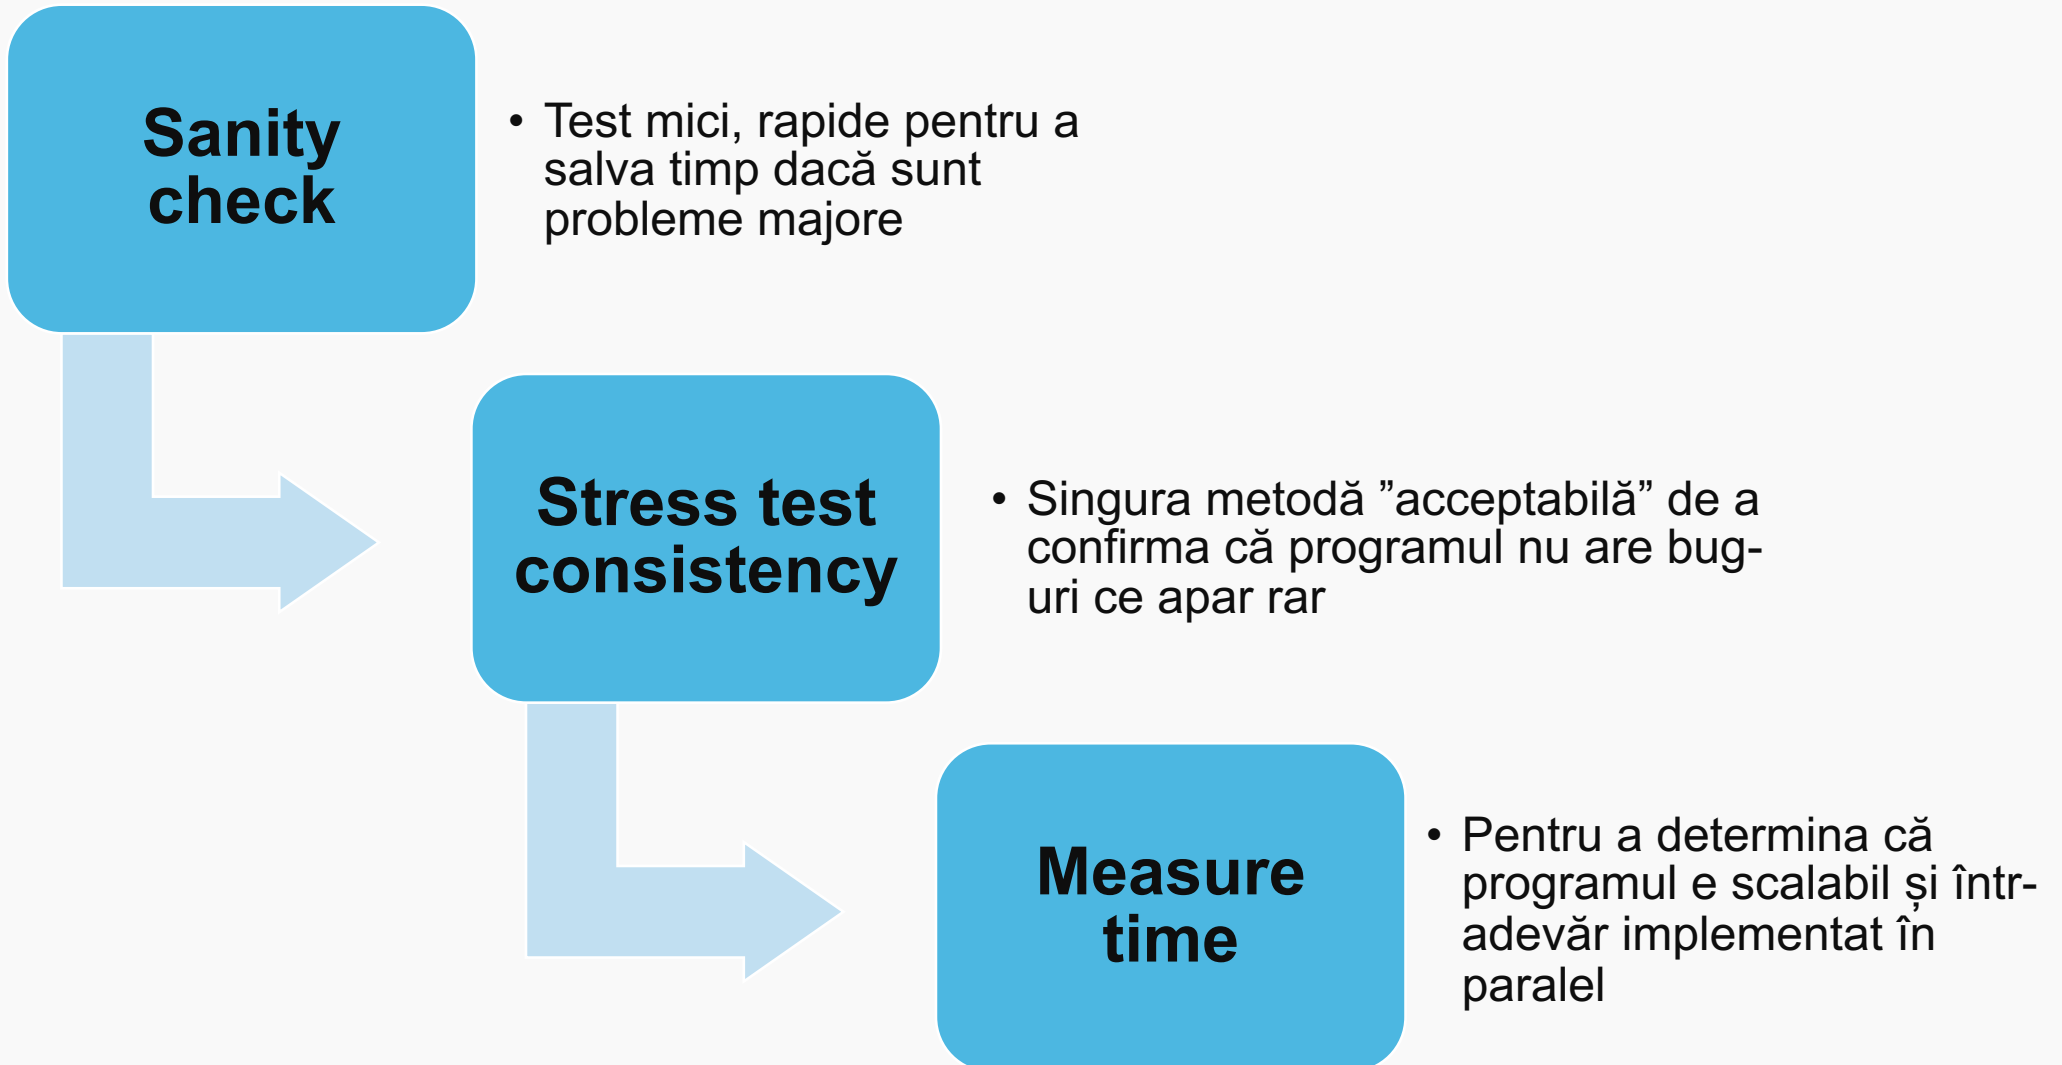 Sanity
check
• Test mici, rapide pentru a
salva timp dacă sunt
probleme majore
Stress test
consistency
• Singura metodă ”acceptabilă” de a
confirma că programul nu are bug-
uri ce apar rar
Measure
time
• Pentru a determina că
programul e scalabil și într-
adevăr implementat în
paralel